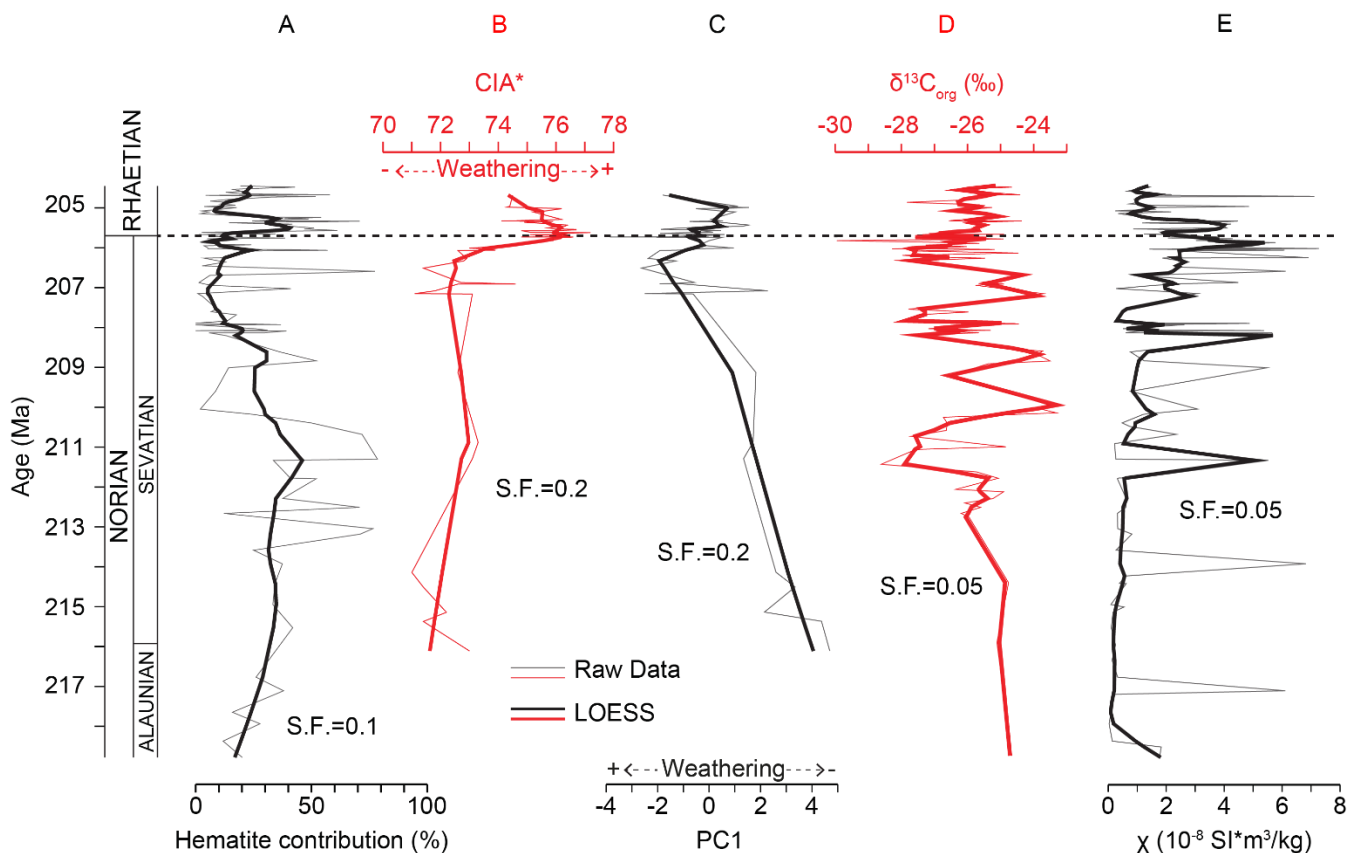 A
B
C
D
E
CIA*
δ¹³Corg (‰)
70
72
74
76
78
-30
-28
-26
-24
- <----Weathering----> +
RHAETIAN
NORIAN
SEVATIAN
ALAUNIAN
Age (Ma)
205
207
209
211
213
215
217
S.F.=0.1
S.F.=0.2
S.F.=0.2
S.F.=0.05
S.F.=0.05
Raw Data
LOESS
+ <----Weathering----> -
0
50
100
-4
-2
0
2
4
0
2
4
6
8
Hematite contribution (%)
PC1
χ (10⁻⁸ SI*m³/kg)